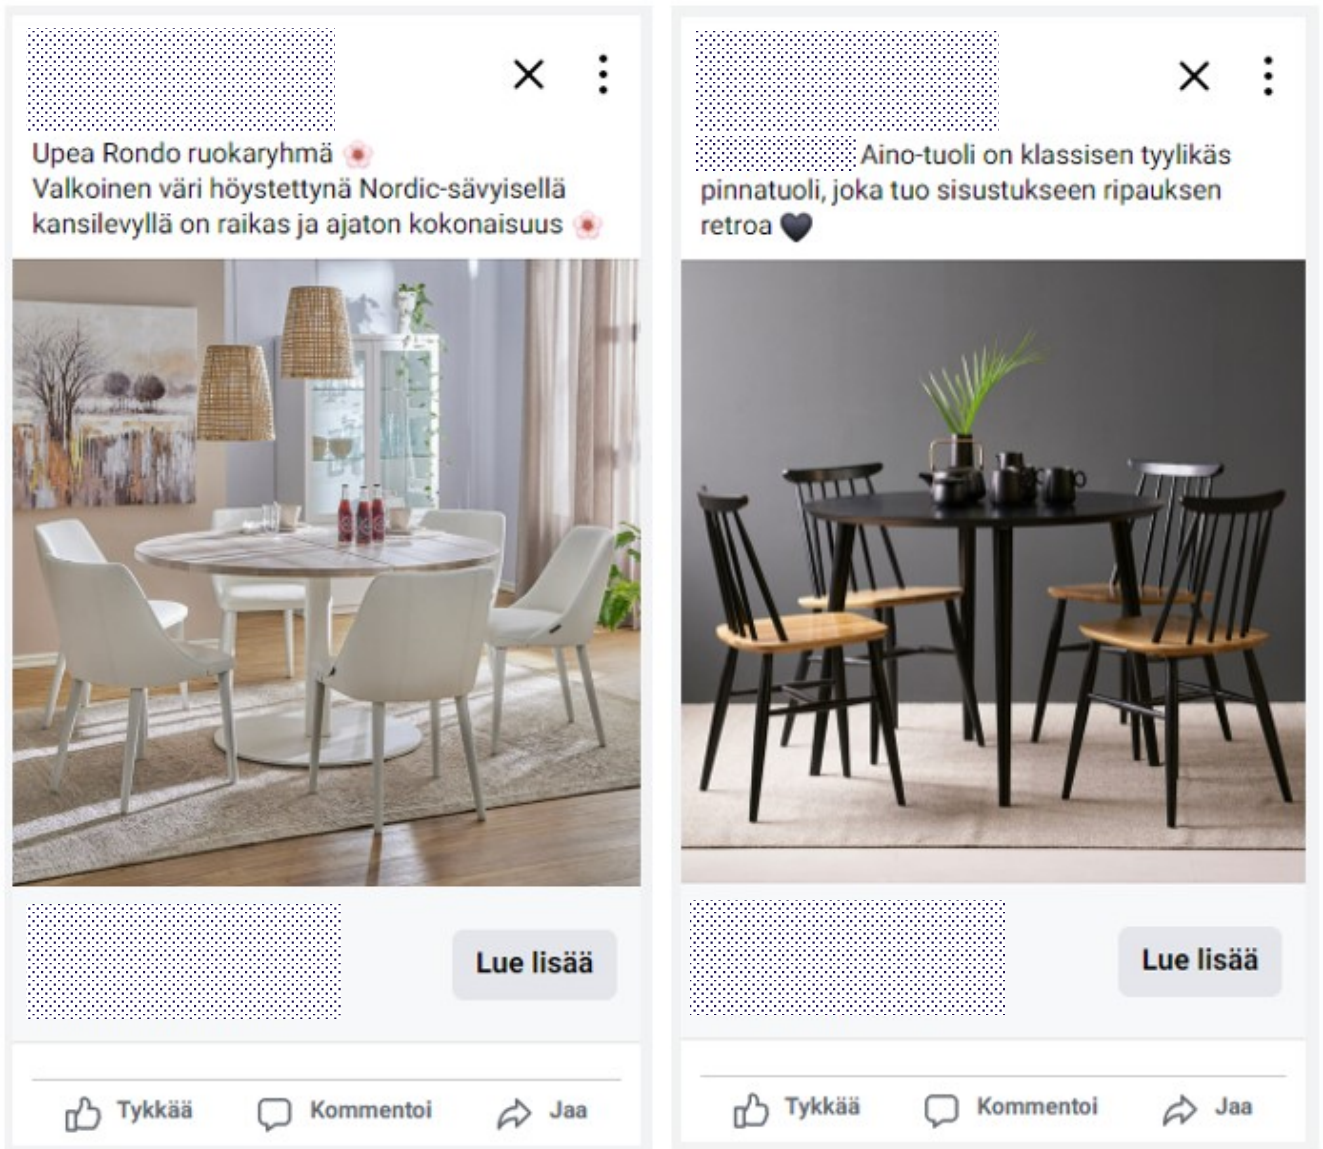 Upea Rondo ruokaryhmä 🌸
Valkoinen väri höystettynä Nordic-sävyisellä
kansilevyllä on raikas ja ajaton kokonaisuus 🌸
Lue lisää
Tykkää
Kommentoi
Jaa
Aino-tuoli on klassisen tyylikäs
pinnatuoli, joka tuo sisustukseen ripauksen
retroa 🖤
Lue lisää
Tykkää
Kommentoi
Jaa